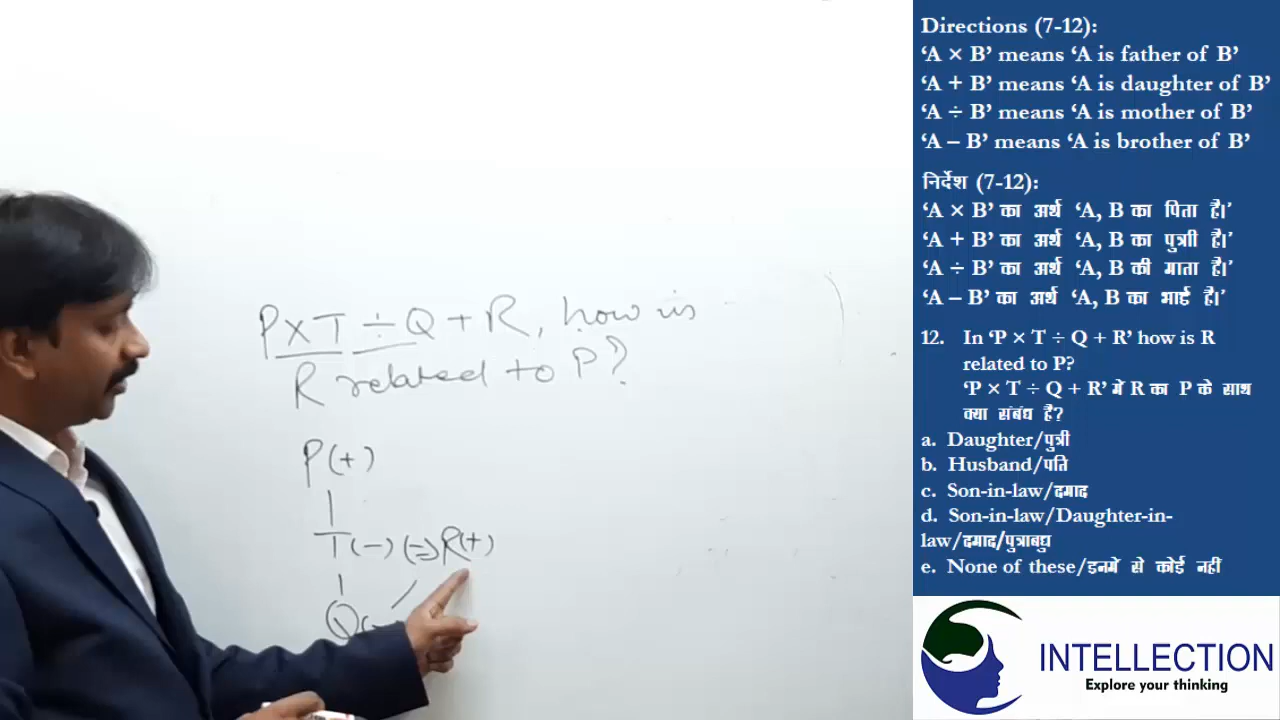 P×T÷Q+R, how is
R related to P?
P(+)
T(−) (=) R(+)
Q(−
Directions (7-12):
‘A × B’ means ‘A is father of B’
‘A + B’ means ‘A is daughter of B’
‘A ÷ B’ means ‘A is mother of B’
‘A – B’ means ‘A is brother of B’
निर्देश (7-12):
‘A × B’ का अर्थ ‘A, B का पिता है।’
‘A + B’ का अर्थ ‘A, B का पुत्राी है।’
‘A ÷ B’ का अर्थ ‘A, B की माता है।’
‘A – B’ का अर्थ ‘A, B का भाई है।’
12. In ‘P × T ÷ Q + R’ how is R
related to P?
‘P × T ÷ Q + R’ में R का P के साथ
क्या संबंध है?
a. Daughter/पुत्री
b. Husband/पति
c. Son-in-law/दमाद
d. Son-in-law/Daughter-in-
law/दमाद/पुत्राबधु
e. None of these/इनमें से कोई नहीं
INTELLECTION
Explore your thinking